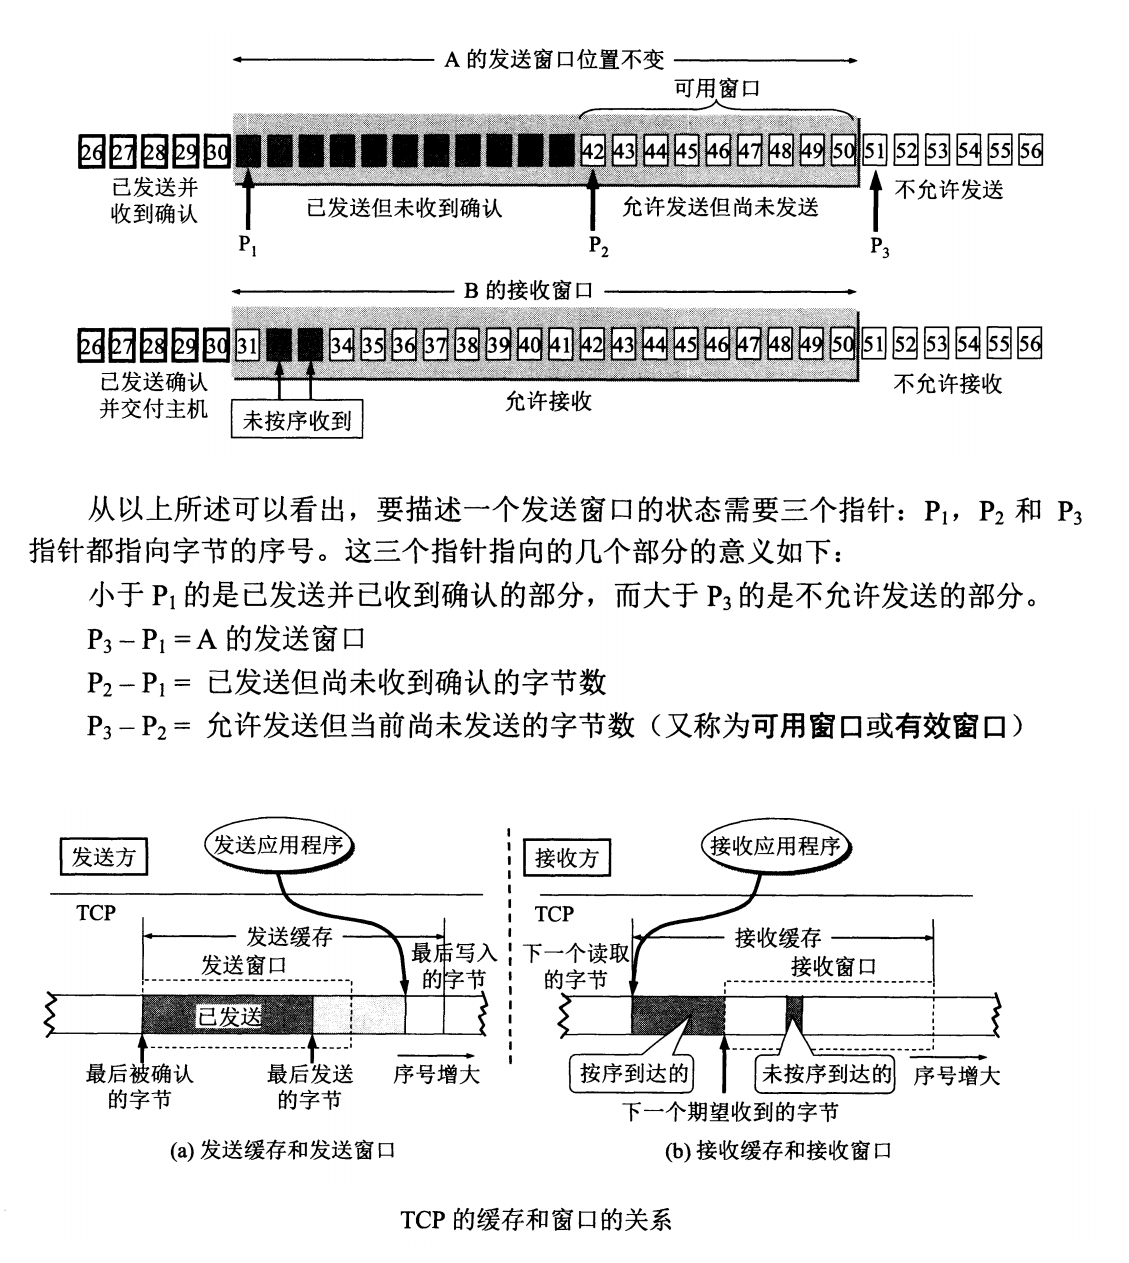 A 的发送窗口位置不变
可用窗口
26 27 28 29 30 42 43 44 45 46 47 48 49 50 51 52 53 54 55 56
已发送并
收到确认
已发送但未收到确认
允许发送但尚未发送
不允许发送
P1
P2
P3
B 的接收窗口
26 27 28 29 30 31 34 35 36 37 38 39 40 41 42 43 44 45 46 47 48 49 50 51 52 53 54 55 56
已发送确认
并交付主机
未按序收到
允许接收
不允许接收
从以上所述可以看出，要描述一个发送窗口的状态需要三个指针：P1，P2 和 P3
指针都指向字节的序号。这三个指针指向的几个部分的意义如下：
小于 P1 的是已发送并已收到确认的部分，而大于 P3 的是不允许发送的部分。
P3 – P1 = A 的发送窗口
P2 – P1 = 已发送但尚未收到确认的字节数
P3 – P2 = 允许发送但当前尚未发送的字节数（又称为可用窗口或有效窗口）
发送方
发送应用程序
TCP
发送缓存
发送窗口
最后写入
的字节
已发送
最后被确认
的字节
最后发送
的字节
序号增大
(a) 发送缓存和发送窗口
接收方
接收应用程序
TCP
下一个读取
的字节
接收缓存
接收窗口
按序到达的
未按序到达的
序号增大
下一个期望收到的字节
(b) 接收缓存和接收窗口
TCP 的缓存和窗口的关系